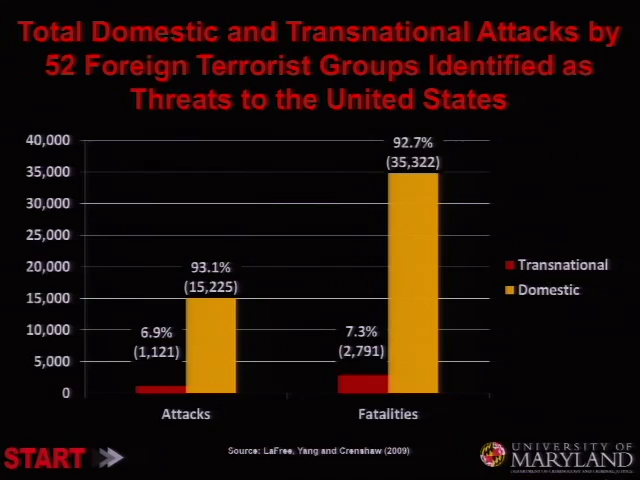 Total Domestic and Transnational Attacks by
52 Foreign Terrorist Groups Identified as
Threats to the United States
40,000
35,000
30,000
25,000
20,000
15,000
10,000
5,000
0
6.9%
(1,121)
93.1%
(15,225)
7.3%
(2,791)
92.7%
(35,322)
Attacks
Fatalities
Transnational
Domestic
Source: LaFree, Yang and Crenshaw (2009)
START
UNIVERSITY OF
MARYLAND